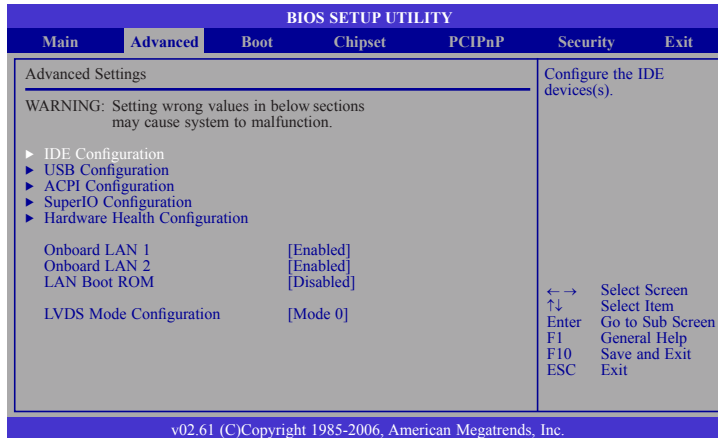 BIOS SETUP UTILITY
Main Advanced Boot Chipset PCIPnP Security Exit
Advanced Settings
WARNING: Setting wrong values in below sections
may cause system to malfunction.
► IDE Configuration
► USB Configuration
► ACPI Configuration
► SuperIO Configuration
► Hardware Health Configuration
Onboard LAN 1 [Enabled]
Onboard LAN 2 [Enabled]
LAN Boot ROM [Disabled]
LVDS Mode Configuration [Mode 0]
Configure the IDE
devices(s).
←→ Select Screen
↑↓ Select Item
Enter Go to Sub Screen
F1 General Help
F10 Save and Exit
ESC Exit
v02.61 (C)Copyright 1985-2006, American Megatrends, Inc.